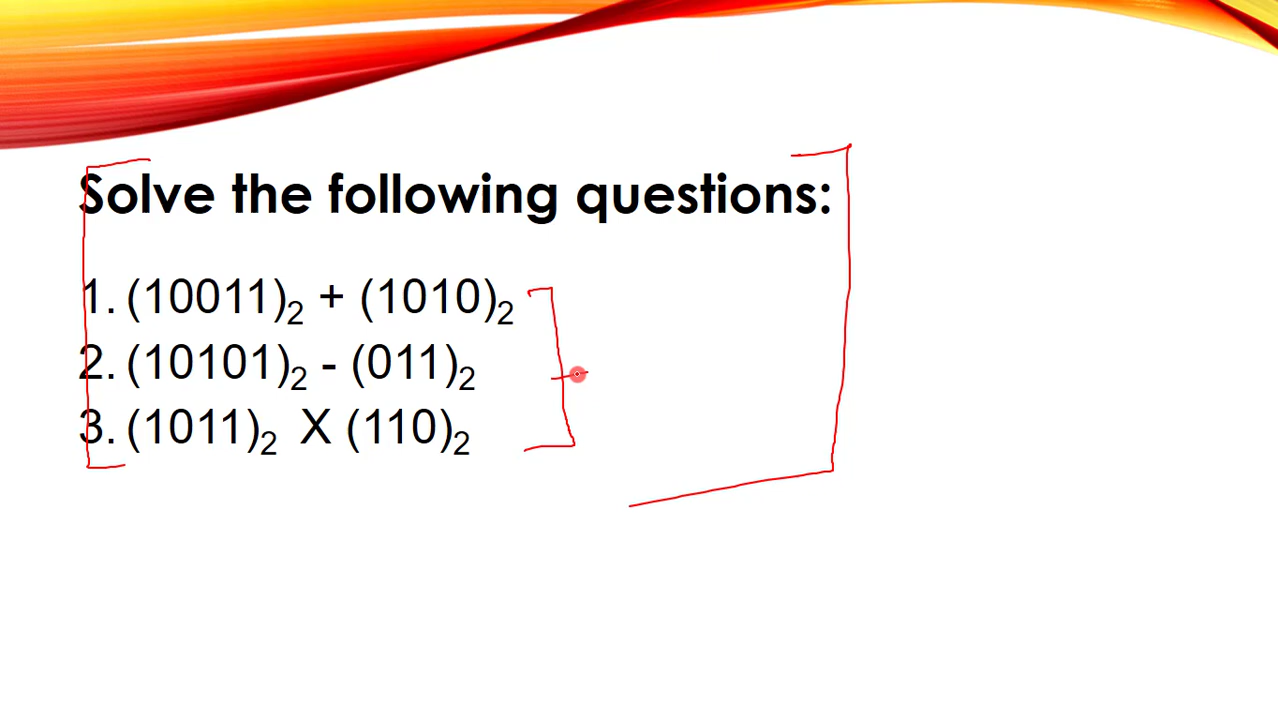 Solve the following questions:
1. (10011)₂ + (1010)₂
2. (10101)₂ - (011)₂
3. (1011)₂ X (110)₂